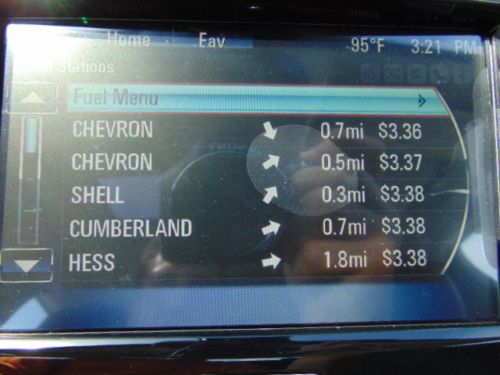 Home Fav 95°F 3:21 PM
Stations
Fuel Menu
CHEVRON 0.7mi $3.36
CHEVRON 0.5mi $3.37
SHELL 0.3mi $3.38
CUMBERLAND 0.7mi $3.38
HESS 1.8mi $3.38